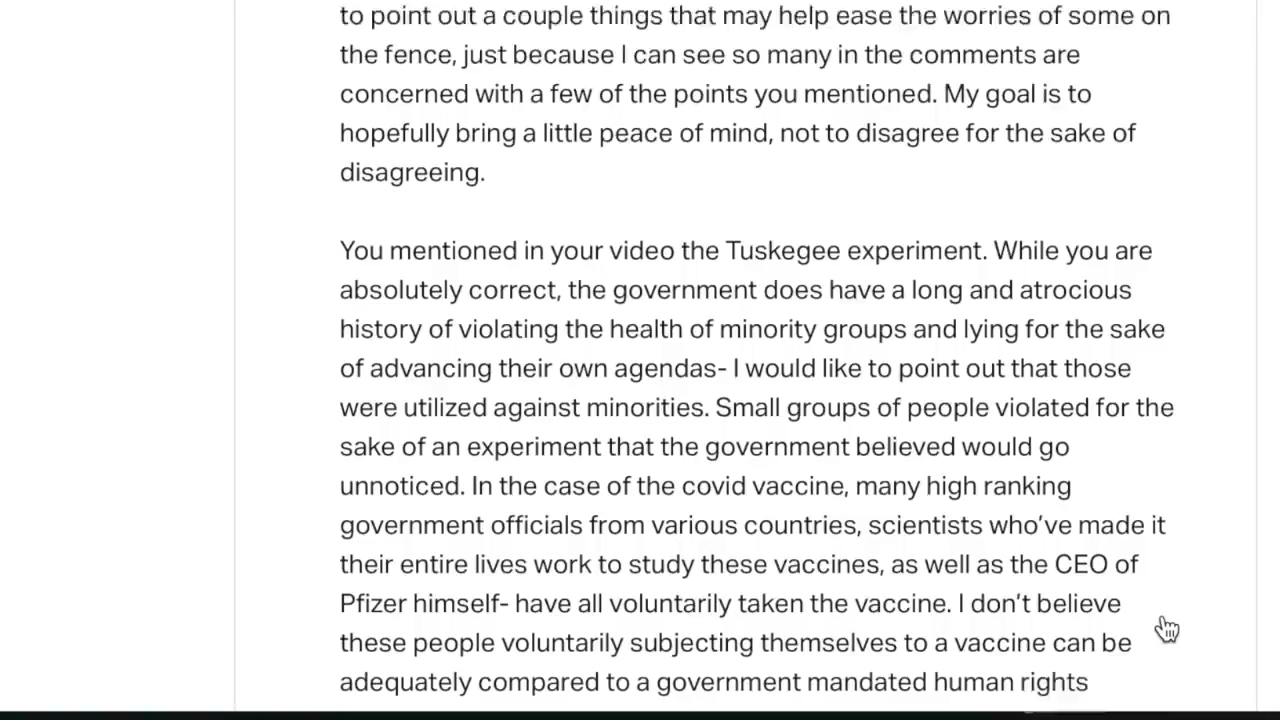 to point out a couple things that may help ease the worries of some on
the fence, just because I can see so many in the comments are
concerned with a few of the points you mentioned. My goal is to
hopefully bring a little peace of mind, not to disagree for the sake of
disagreeing.
You mentioned in your video the Tuskegee experiment. While you are
absolutely correct, the government does have a long and atrocious
history of violating the health of minority groups and lying for the sake
of advancing their own agendas- I would like to point out that those
were utilized against minorities. Small groups of people violated for the
sake of an experiment that the government believed would go
unnoticed. In the case of the covid vaccine, many high ranking
government officials from various countries, scientists who’ve made it
their entire lives work to study these vaccines, as well as the CEO of
Pfizer himself- have all voluntarily taken the vaccine. I don’t believe
these people voluntarily subjecting themselves to a vaccine can be
adequately compared to a government mandated human rights